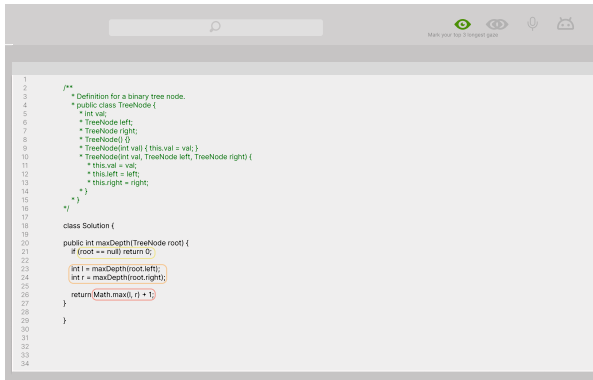 Mark your top 3 longest gaze
1
2 /**
3 * Definition for a binary tree node.
4 * public class TreeNode {
5 * int val;
6 * TreeNode left;
7 * TreeNode right;
8 * TreeNode() {}
9 * TreeNode(int val) { this.val = val; }
10 * TreeNode(int val, TreeNode left, TreeNode right) {
11 * this.val = val;
12 * this.left = left;
13 * this.right = right;
14 * }
15 * }
16 */
17
18 class Solution {
19
20 public int maxDepth(TreeNode root) {
21 if (root == null) return 0;
22
23 int l = maxDepth(root.left);
24 int r = maxDepth(root.right);
25
26 return Math.max(l, r) + 1;
27 }
28
29 }
30
31
32
33
34